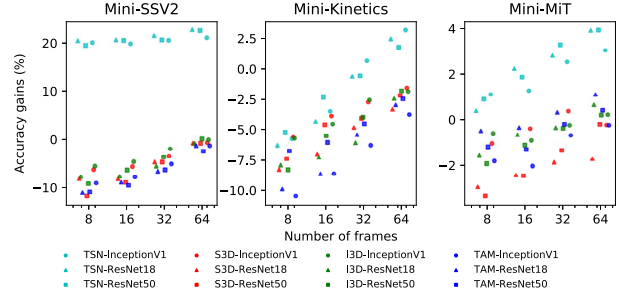 Mini-SSV2 Mini-Kinetics Mini-MiT
Accuracy gains (%)
20
10
0
−10
2.5
0.0
−2.5
−5.0
−7.5
−10.0
4
2
0
−2
8 16 32 64 8 16 32 64 8 16 32 64
Number of frames
TSN-InceptionV1 S3D-InceptionV1 I3D-InceptionV1 TAM-InceptionV1
TSN-ResNet18 S3D-ResNet18 I3D-ResNet18 TAM-ResNet18
TSN-ResNet50 S3D-ResNet50 I3D-ResNet50 TAM-ResNet50